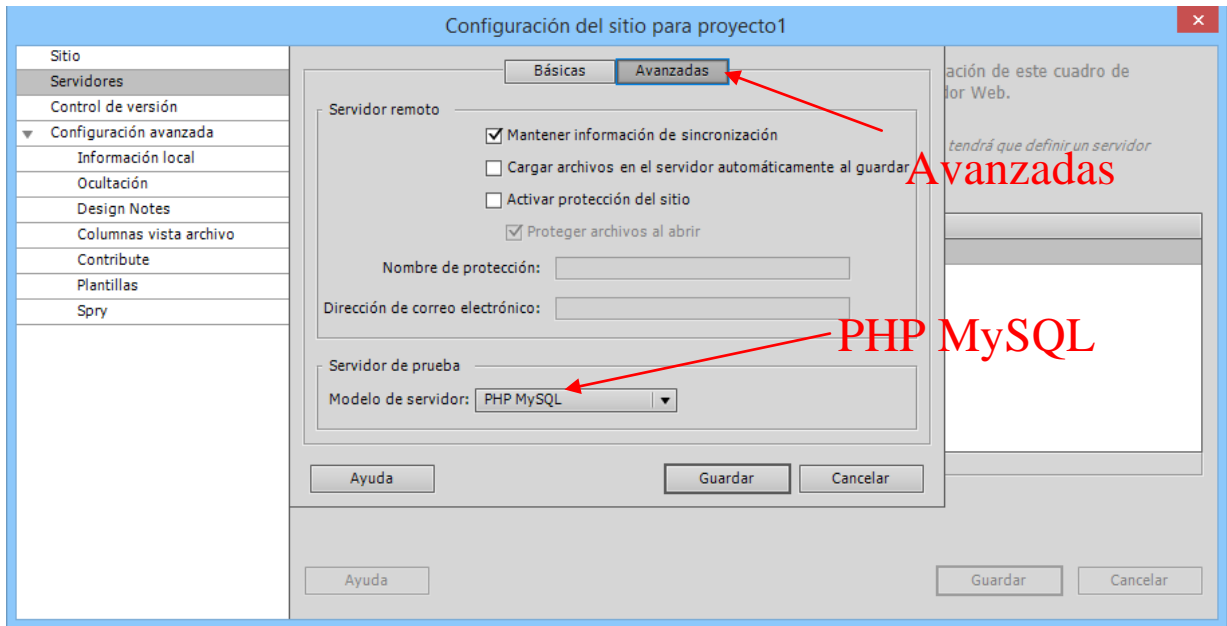 Configuración del sitio para proyecto1
Sitio
Servidores
Control de versión
Configuración avanzada
Información local
Ocultación
Design Notes
Columnas vista archivo
Contribute
Plantillas
Spry
Básicas
Avanzadas
Servidor remoto
Mantener información de sincronización
Cargar archivos en el servidor automáticamente al guardar
Activar protección del sitio
Proteger archivos al abrir
Nombre de protección:
Dirección de correo electrónico:
Servidor de prueba
Modelo de servidor: PHP MySQL
Ayuda
Guardar
Cancelar
ación de este cuadro de
dor Web.
tendrá que definir un servidor
Avanzadas
PHP MySQL
Ayuda
Guardar
Cancelar